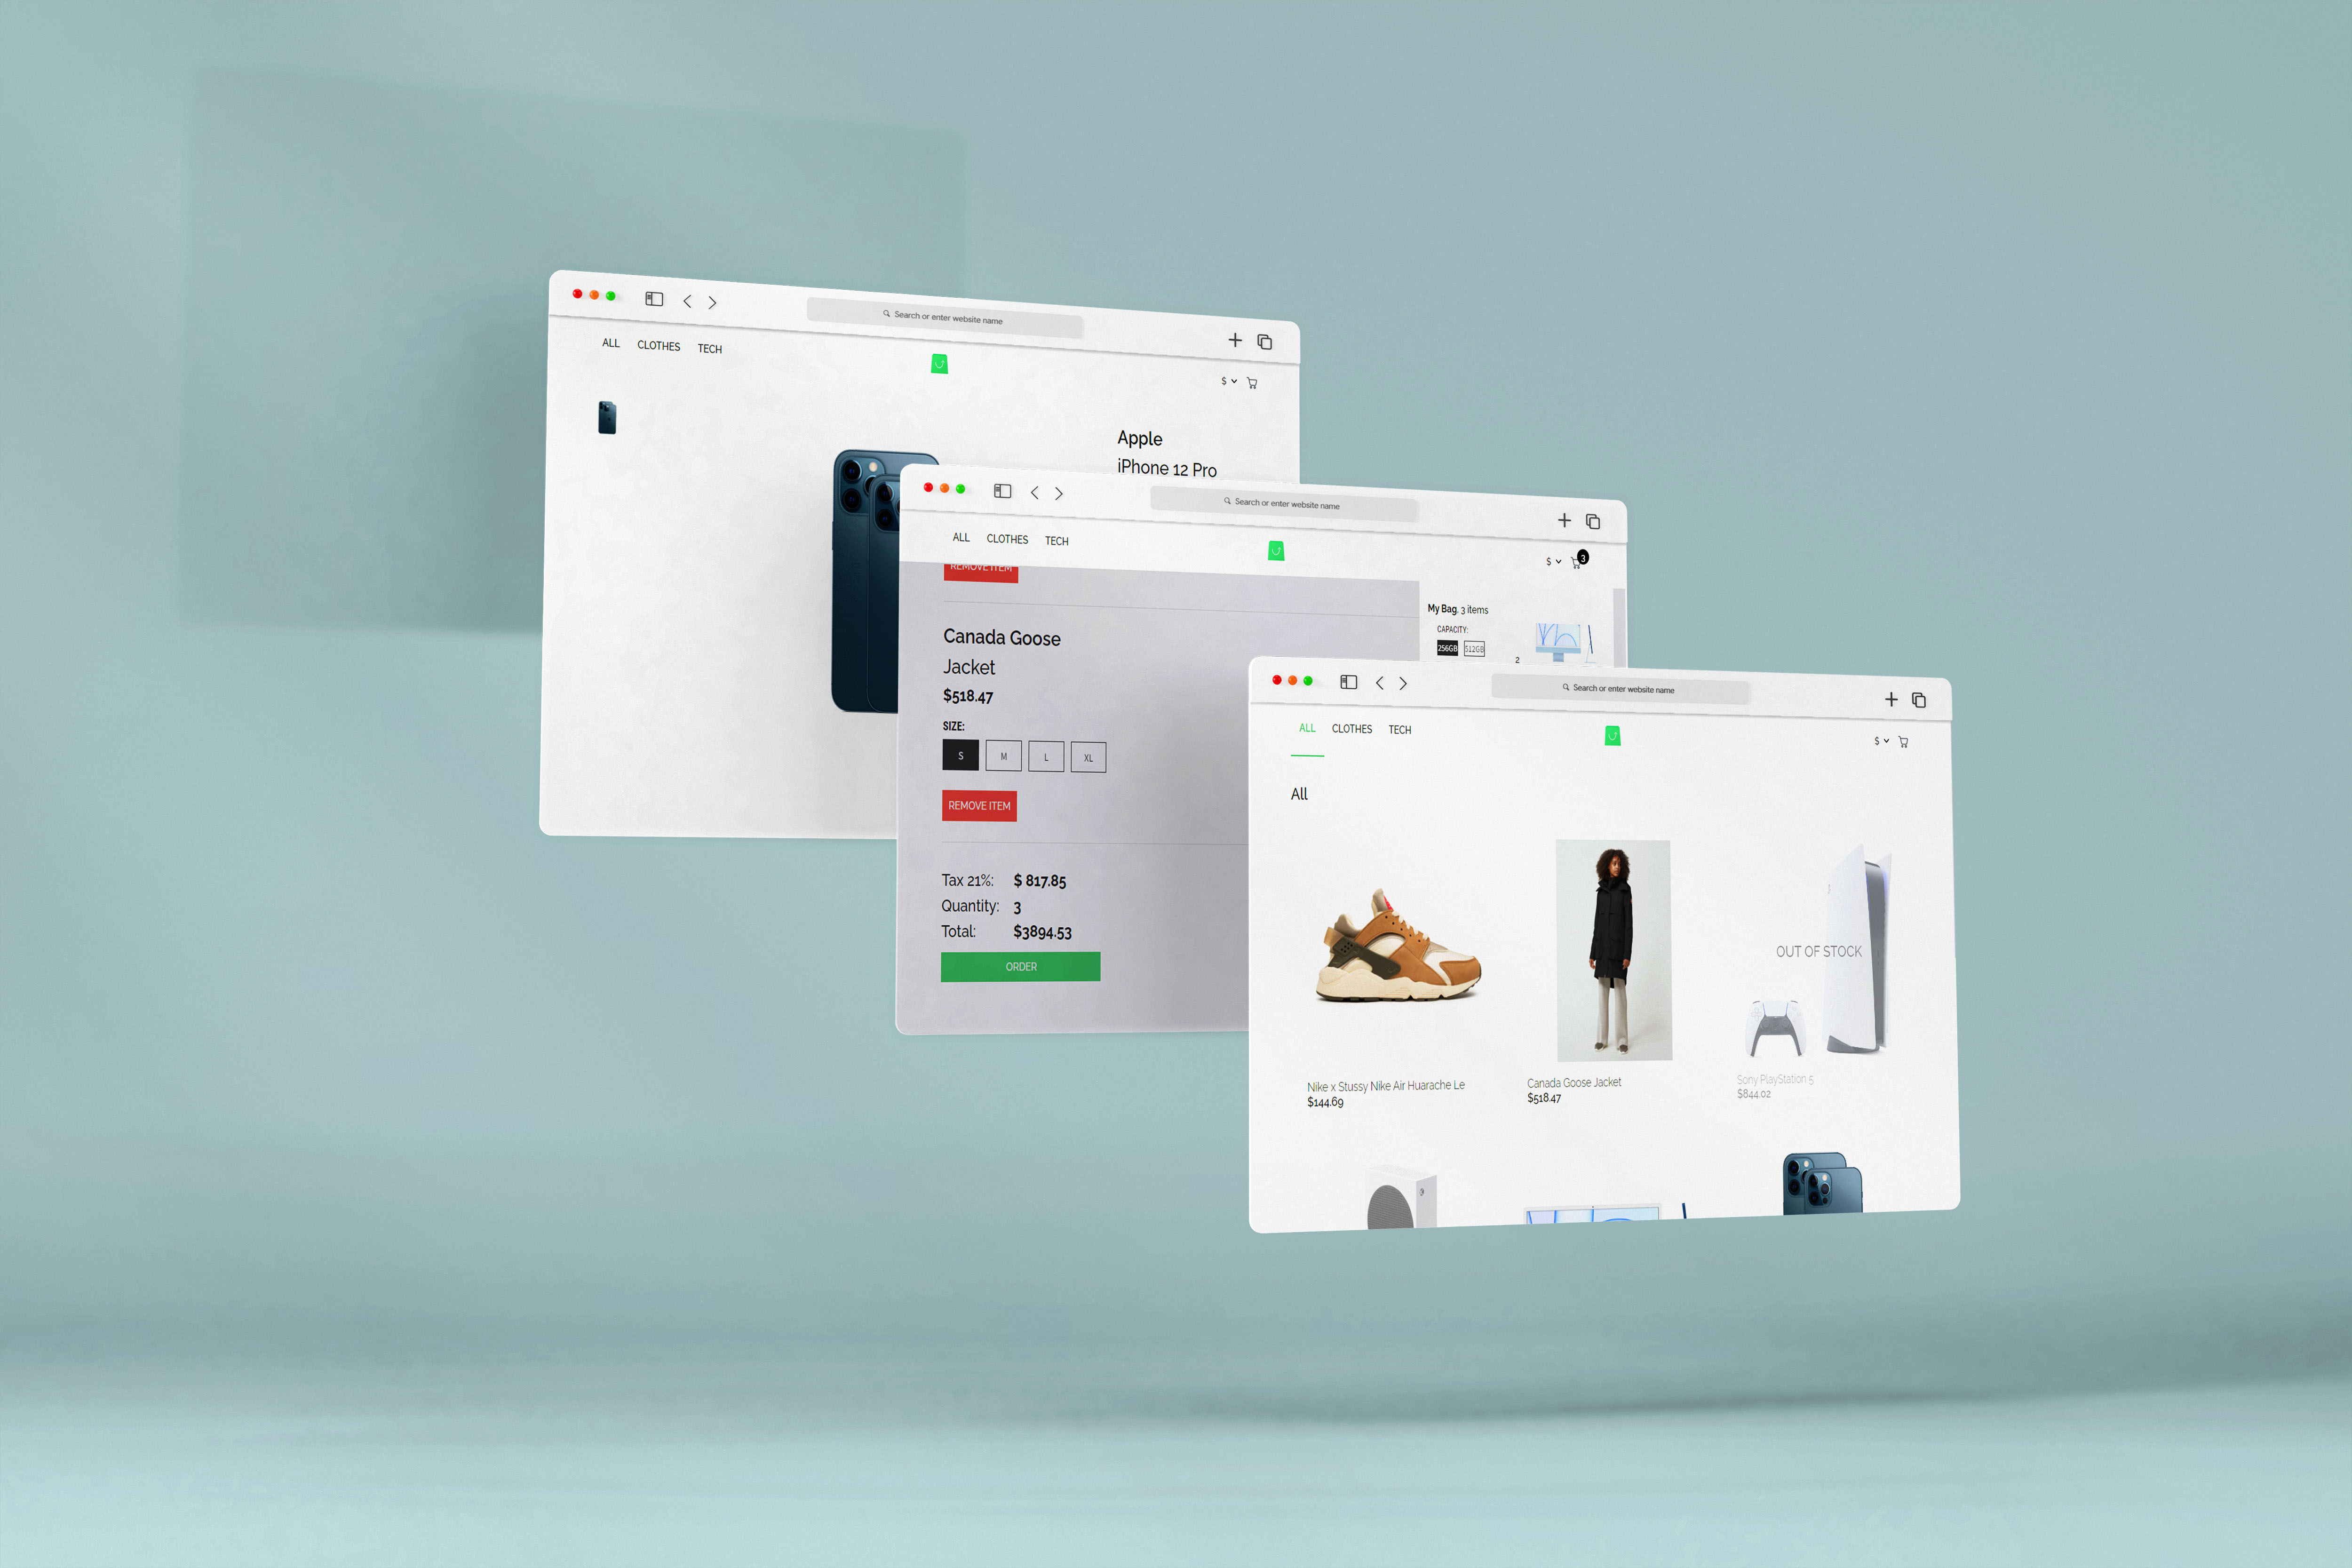 Search or enter website name
ALL CLOTHES TECH
$
Apple
iPhone 12 Pro
Search or enter website name
ALL CLOTHES TECH
$ 3
REMOVE ITEM
My Bag. 3 items
CAPACITY:
256GB 512GB
2
Canada Goose
Jacket
$518.47
SIZE:
S M L XL
REMOVE ITEM
Tax 21%: $ 817.85
Quantity: 3
Total: $3894.53
ORDER
Search or enter website name
ALL CLOTHES TECH
$
All
OUT OF STOCK
Nike x Stussy Nike Air Huarache Le
$144.69
Canada Goose Jacket
$518.47
Sony PlayStation 5
$844.02